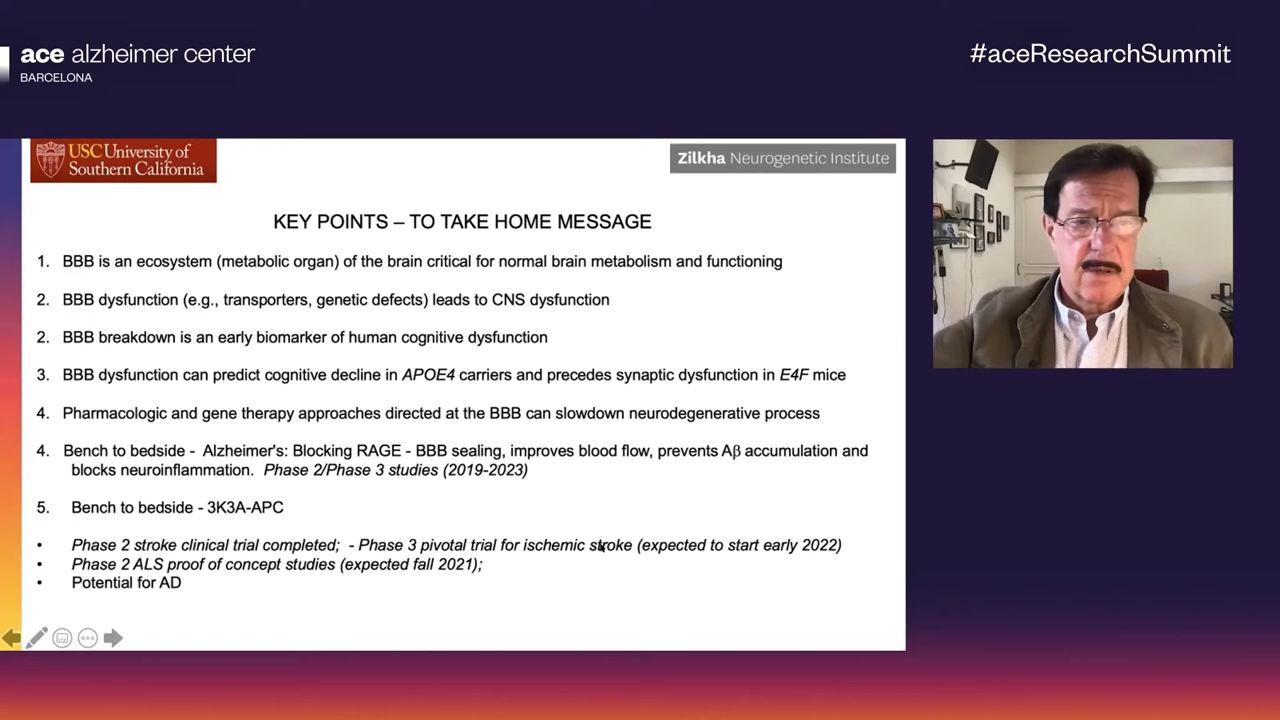 ace alzheimer center
BARCELONA
#aceResearchSummit
USC University of
Southern California
Zilkha Neurogenetic Institute
KEY POINTS – TO TAKE HOME MESSAGE
1. BBB is an ecosystem (metabolic organ) of the brain critical for normal brain metabolism and functioning
2. BBB dysfunction (e.g., transporters, genetic defects) leads to CNS dysfunction
2. BBB breakdown is an early biomarker of human cognitive dysfunction
3. BBB dysfunction can predict cognitive decline in APOE4 carriers and precedes synaptic dysfunction in E4F mice
4. Pharmacologic and gene therapy approaches directed at the BBB can slowdown neurodegenerative process
4. Bench to bedside - Alzheimer's: Blocking RAGE - BBB sealing, improves blood flow, prevents Aβ accumulation and
blocks neuroinflammation. Phase 2/Phase 3 studies (2019-2023)
5. Bench to bedside - 3K3A-APC
• Phase 2 stroke clinical trial completed; - Phase 3 pivotal trial for ischemic stroke (expected to start early 2022)
• Phase 2 ALS proof of concept studies (expected fall 2021);
• Potential for AD